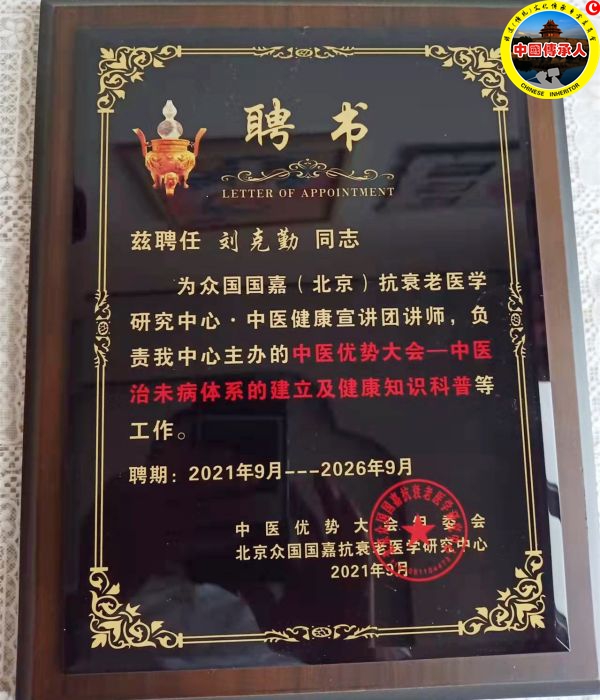 中國傳承人
CHINESE INHERITOR
聘书
LETTER OF APPOINTMENT
兹聘任 刘克勤 同志
为众国国嘉（北京）抗衰老医学
研究中心·中医健康宣讲团讲师，负
责我中心主办的中医优势大会—中医
治未病体系的建立及健康知识科普等
工作。
聘期：2021年9月---2026年9月
中医优势大会组委会
北京众国国嘉抗衰老医学研究中心
2021年9月